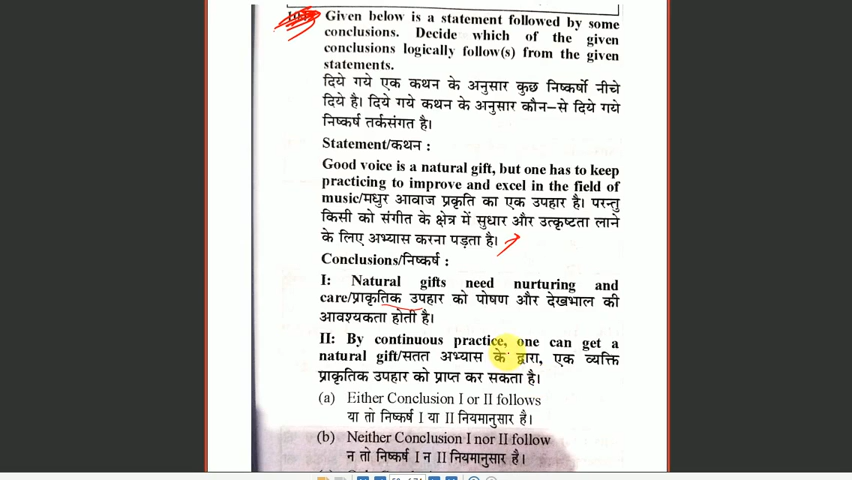 Given below is a statement followed by some
conclusions. Decide which of the given
conclusions logically follow(s) from the given
statements.
दिये गये एक कथन के अनुसार कुछ निष्कर्षो नीचे
दिये है। दिये गये कथन के अनुसार कौन–से दिये गये
निष्कर्ष तर्कसंगत है।
Statement/कथन :
Good voice is a natural gift, but one has to keep
practicing to improve and excel in the field of
music/मधुर आवाज प्रकृति का एक उपहार है। परन्तु
किसी को संगीत के क्षेत्र में सुधार और उत्कृष्टता लाने
के लिए अभ्यास करना पड़ता है।
Conclusions/निष्कर्ष :
I: Natural gifts need nurturing and
care/प्राकृतिक उपहार को पोषण और देखभाल की
आवश्यकता होती है।
II: By continuous practice, one can get a
natural gift/सतत अभ्यास के द्वारा, एक व्यक्ति
प्राकृतिक उपहार को प्राप्त कर सकता है।
(a) Either Conclusion I or II follows
या तो निष्कर्ष I या II नियमानुसार है।
(b) Neither Conclusion I nor II follow
न तो निष्कर्ष I न II नियमानुसार है।